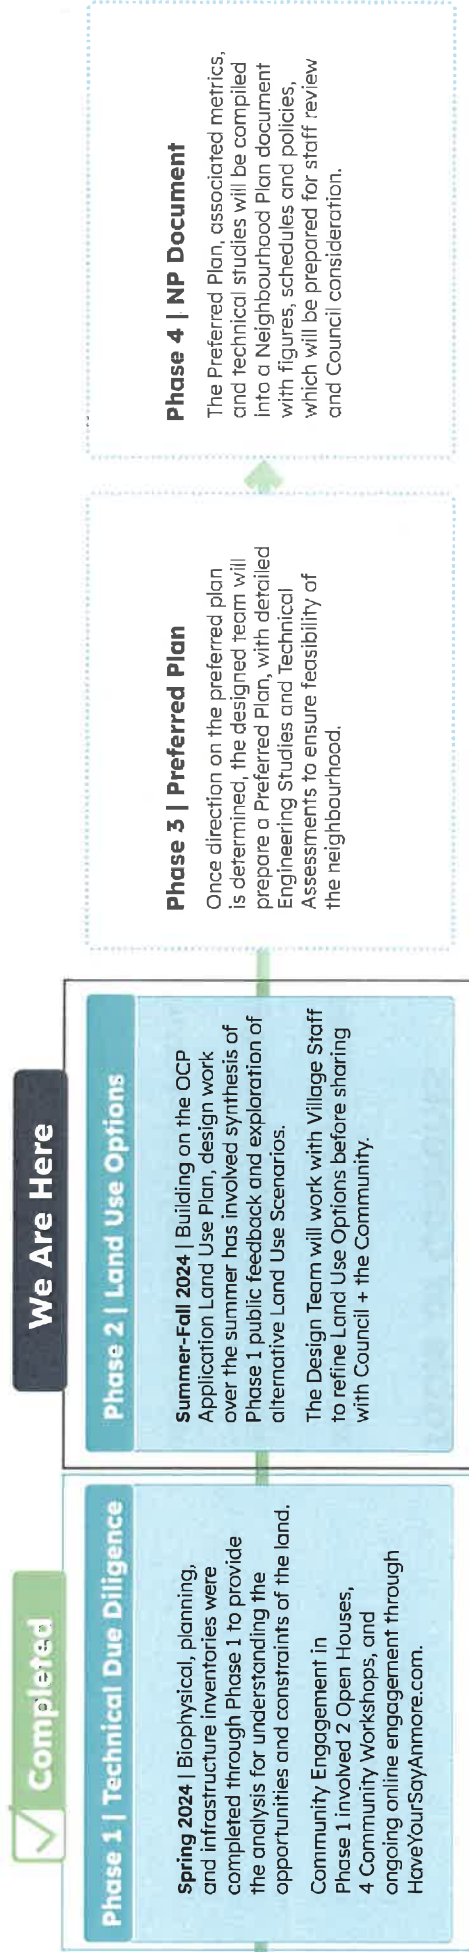 Completed
Phase 1 | Technical Due Diligence
Spring 2024 | Biophysical, planning,
and infrastructure inventories were
completed through Phase 1 to provide
the analysis for understanding the
opportunities and constraints of the land.
Community Engagement in
Phase 1 involved 2 Open Houses,
4 Community Workshops, and
ongoing online engagement through
HaveYourSayAnmore.com.
We Are Here
Phase 2 | Land Use Options
Summer-Fall 2024 | Building on the OCP
Application Land Use Plan, design work
over the summer has involved synthesis of
Phase 1 public feedback and exploration of
alternative Land Use Scenarios.
The Design Team will work with Village Staff
to refine Land Use Options before sharing
with Council + the Community.
Phase 3 | Preferred Plan
Once direction on the preferred plan
is determined, the designed team will
prepare a Preferred Plan, with detailed
Engineering Studies and Technical
Assessments to ensure feasibility of
the neighbourhood.
Phase 4 | NP Document
The Preferred Plan, associated metrics,
and technical studies will be compiled
into a Neighbourhood Plan document
with figures, schedules and policies,
which will be prepared for staff review
and Council consideration.